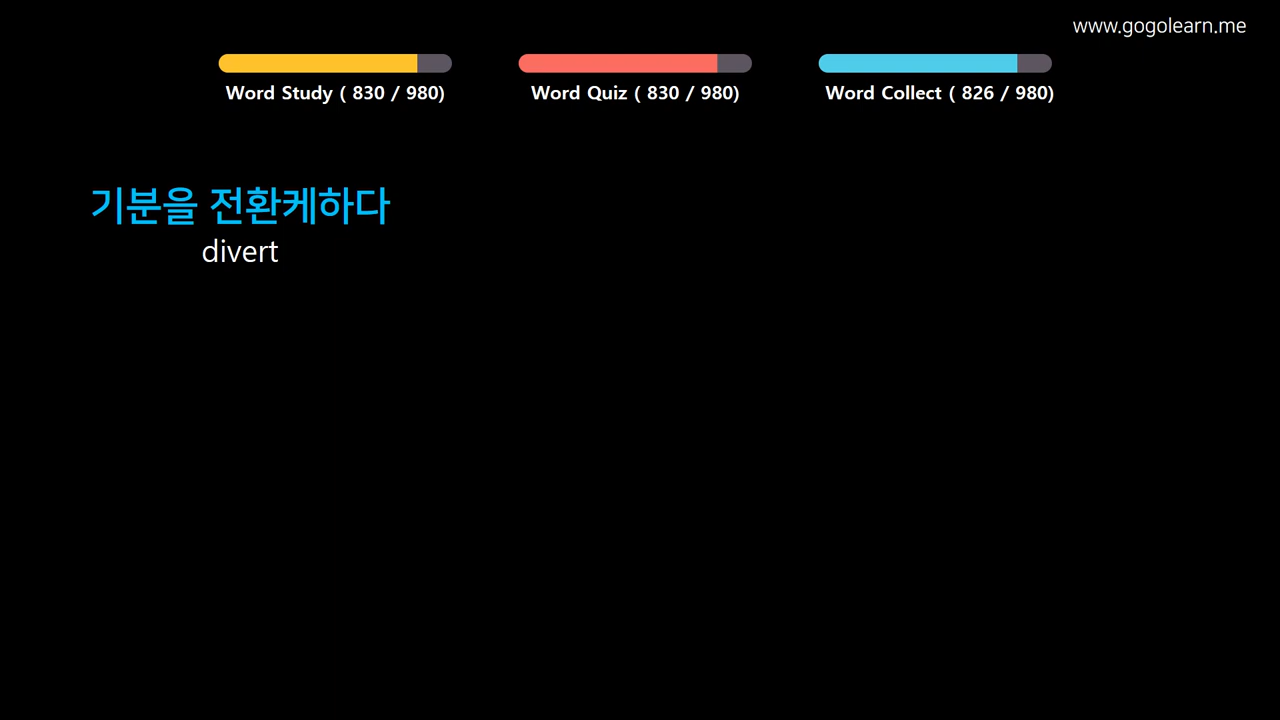 www.gogolearn.me
Word Study ( 830 / 980)
Word Quiz ( 830 / 980)
Word Collect ( 826 / 980)
기분을 전환케하다
divert